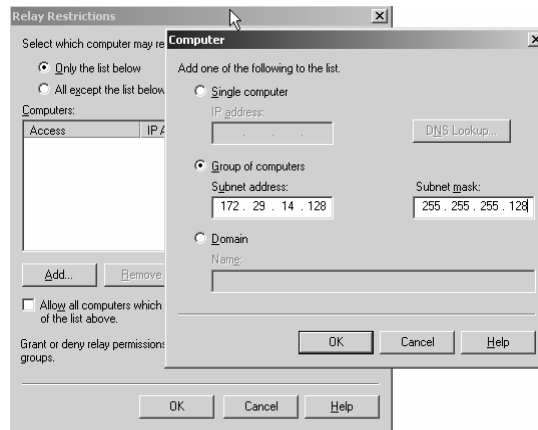 Relay Restrictions
Select which computer may re
Only the list below
All except the list below
Computers:
Access IP A
Add... Remove
Allow all computers which
of the list above.
Grant or deny relay permissions
groups.
OK Cancel Help
Computer
Add one of the following to the list.
Single computer
IP address:
. . .
DNS Lookup...
Group of computers
Subnet address: Subnet mask:
172 . 29 . 14 . 128 255 . 255 . 255 . 128
Domain
Name:
OK Cancel Help